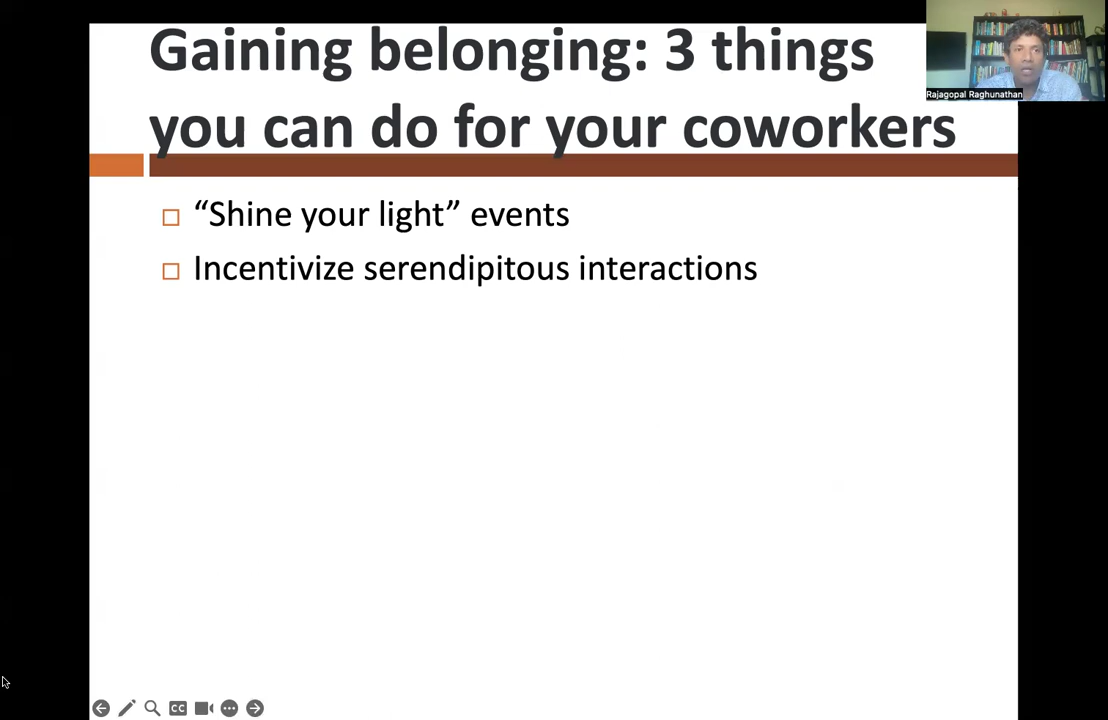 Gaining belonging: 3 things
you can do for your coworkers
Rajagopal Raghunathan
“Shine your light” events
Incentivize serendipitous interactions
CC